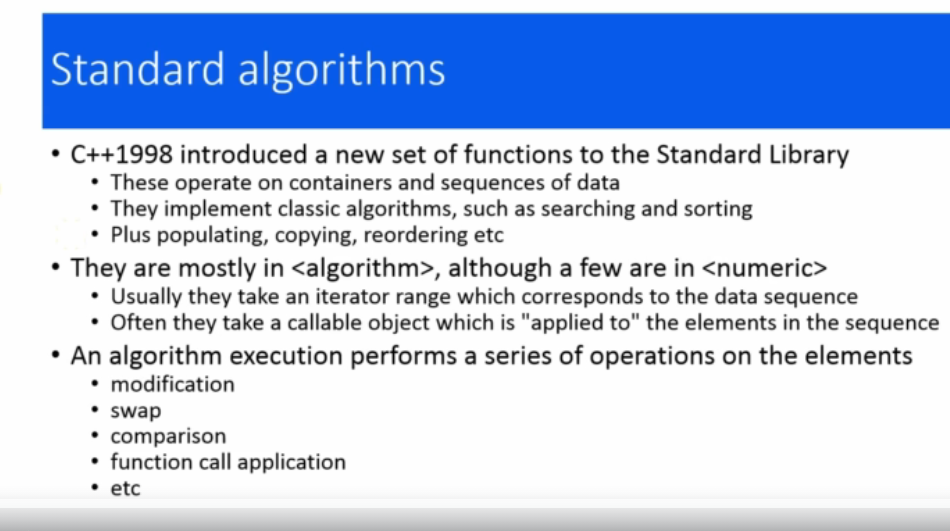 Standard algorithms
• C++1998 introduced a new set of functions to the Standard Library
• These operate on containers and sequences of data
• They implement classic algorithms, such as searching and sorting
• Plus populating, copying, reordering etc
• They are mostly in <algorithm>, although a few are in <numeric>
• Usually they take an iterator range which corresponds to the data sequence
• Often they take a callable object which is "applied to" the elements in the sequence
• An algorithm execution performs a series of operations on the elements
• modification
• swap
• comparison
• function call application
• etc